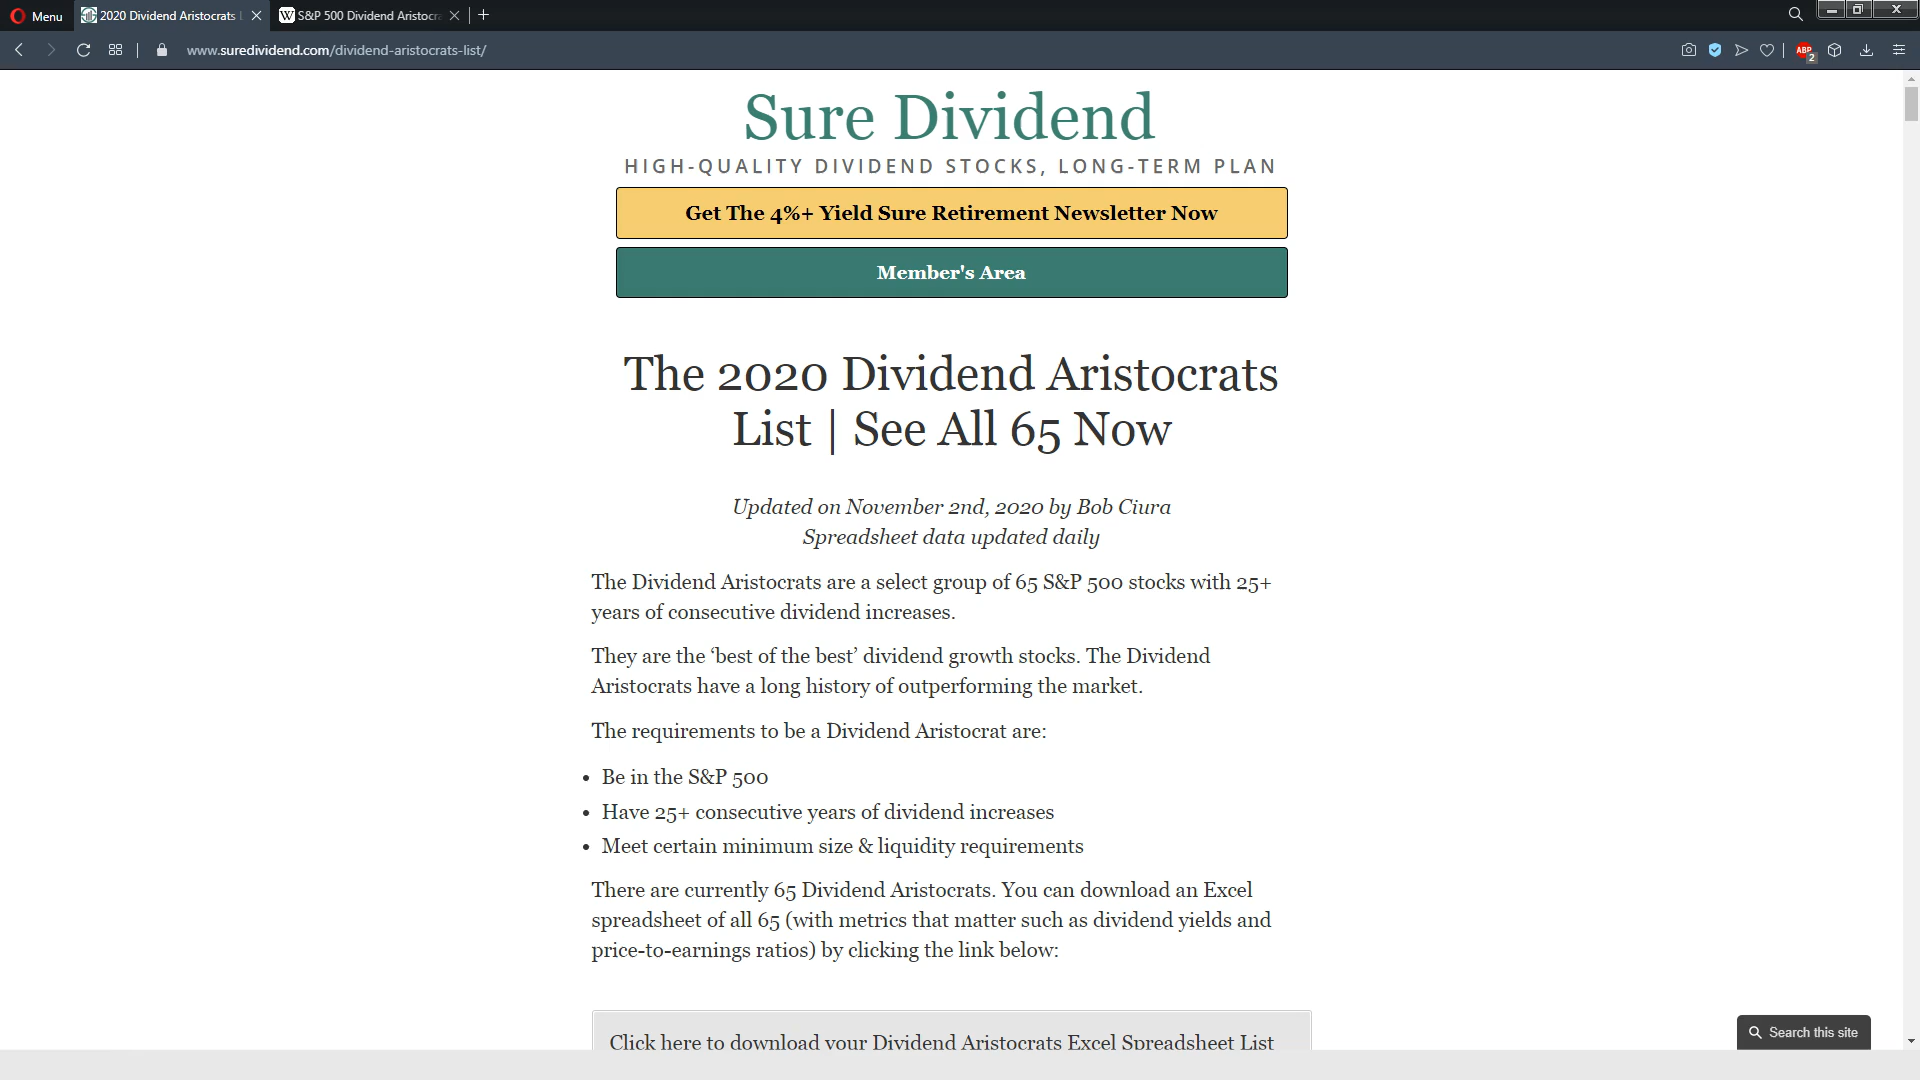 Menu
2020 Dividend Aristocrats
S&P 500 Dividend Aristocr
www.suredividend.com/dividend-aristocrats-list/
ABP
2
Sure Dividend
HIGH-QUALITY DIVIDEND STOCKS, LONG-TERM PLAN
Get The 4%+ Yield Sure Retirement Newsletter Now
Member's Area
The 2020 Dividend Aristocrats
List | See All 65 Now
Updated on November 2nd, 2020 by Bob Ciura
Spreadsheet data updated daily
The Dividend Aristocrats are a select group of 65 S&P 500 stocks with 25+
years of consecutive dividend increases.
They are the ‘best of the best’ dividend growth stocks. The Dividend
Aristocrats have a long history of outperforming the market.
The requirements to be a Dividend Aristocrat are:
• Be in the S&P 500
• Have 25+ consecutive years of dividend increases
• Meet certain minimum size & liquidity requirements
There are currently 65 Dividend Aristocrats. You can download an Excel
spreadsheet of all 65 (with metrics that matter such as dividend yields and
price-to-earnings ratios) by clicking the link below:
Click here to download your Dividend Aristocrats Excel Spreadsheet List
Search this site